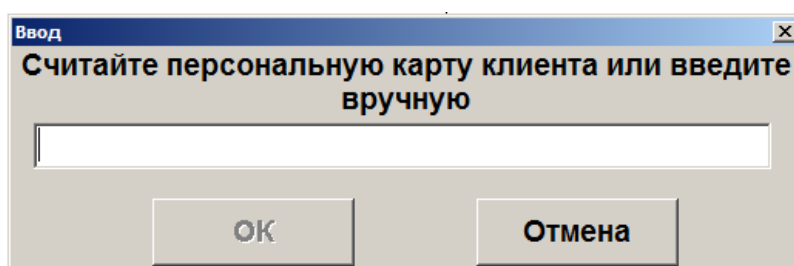 Ввод
Считайте персональную карту клиента или введите
вручную
ОК
Отмена